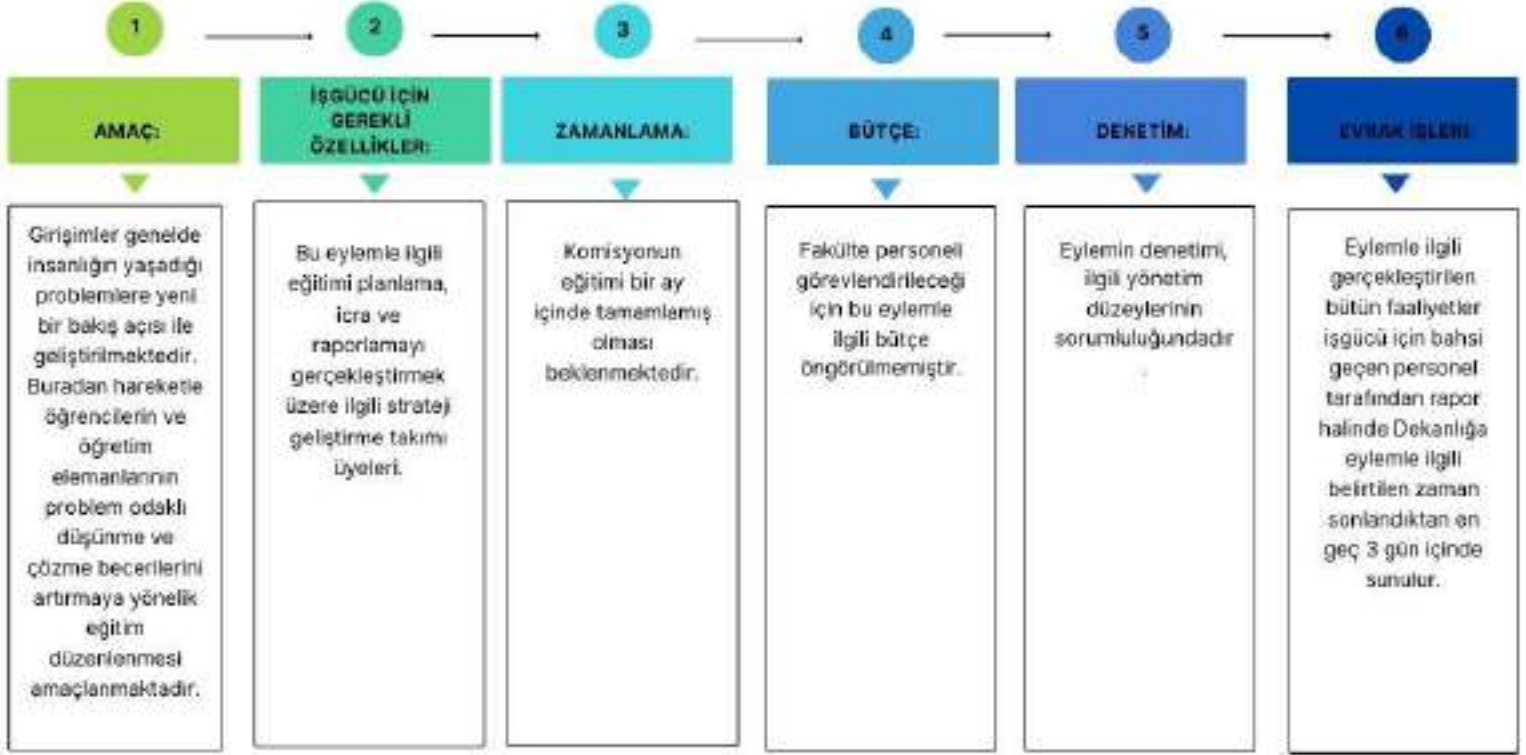 1
2
3
4
5
6
AMAÇ:
İŞGÜCÜ İÇİN
GEREKLİ
ÖZELLİKLER:
ZAMANLAMA:
BÜTÇE:
DENETİM:
EVRAK İŞLERİ:
Girişimler genelde
insanlığın yaşadığı
problemlere yeni
bir bakış açısı ile
geliştirilmektedir.
Buradan hareketle
öğrencilerin ve
öğretim
elemanlarının
problem odaklı
düşünme ve
çözme becerilerini
artırmaya yönelik
eğitim
düzenlenmesi
amaçlanmaktadır.
Bu eylemle ilgili
eğitimi planlama,
icra ve
raporlamayı
gerçekleştirmek
üzere ilgili strateji
geliştirme takımı
üyeleri.
Komisyonun
eğitimi bir ay
içinde tamamlamış
olması
beklenmektedir.
Fakülte personeli
görevlendirileceği
için bu eylemle
ilgili bütçe
öngörülmemiştir.
Eylemin denetimi,
ilgili yönetim
düzeylerinin
sorumluluğundadır
.
Eylemle ilgili
gerçekleştirilen
bütün faaliyetler
işgücü için bahsi
geçen personel
tarafından rapor
halinde Dekanlığa
eylemle ilgili
belirtilen zaman
sonlandıktan en
geç 3 gün içinde
sunulur.